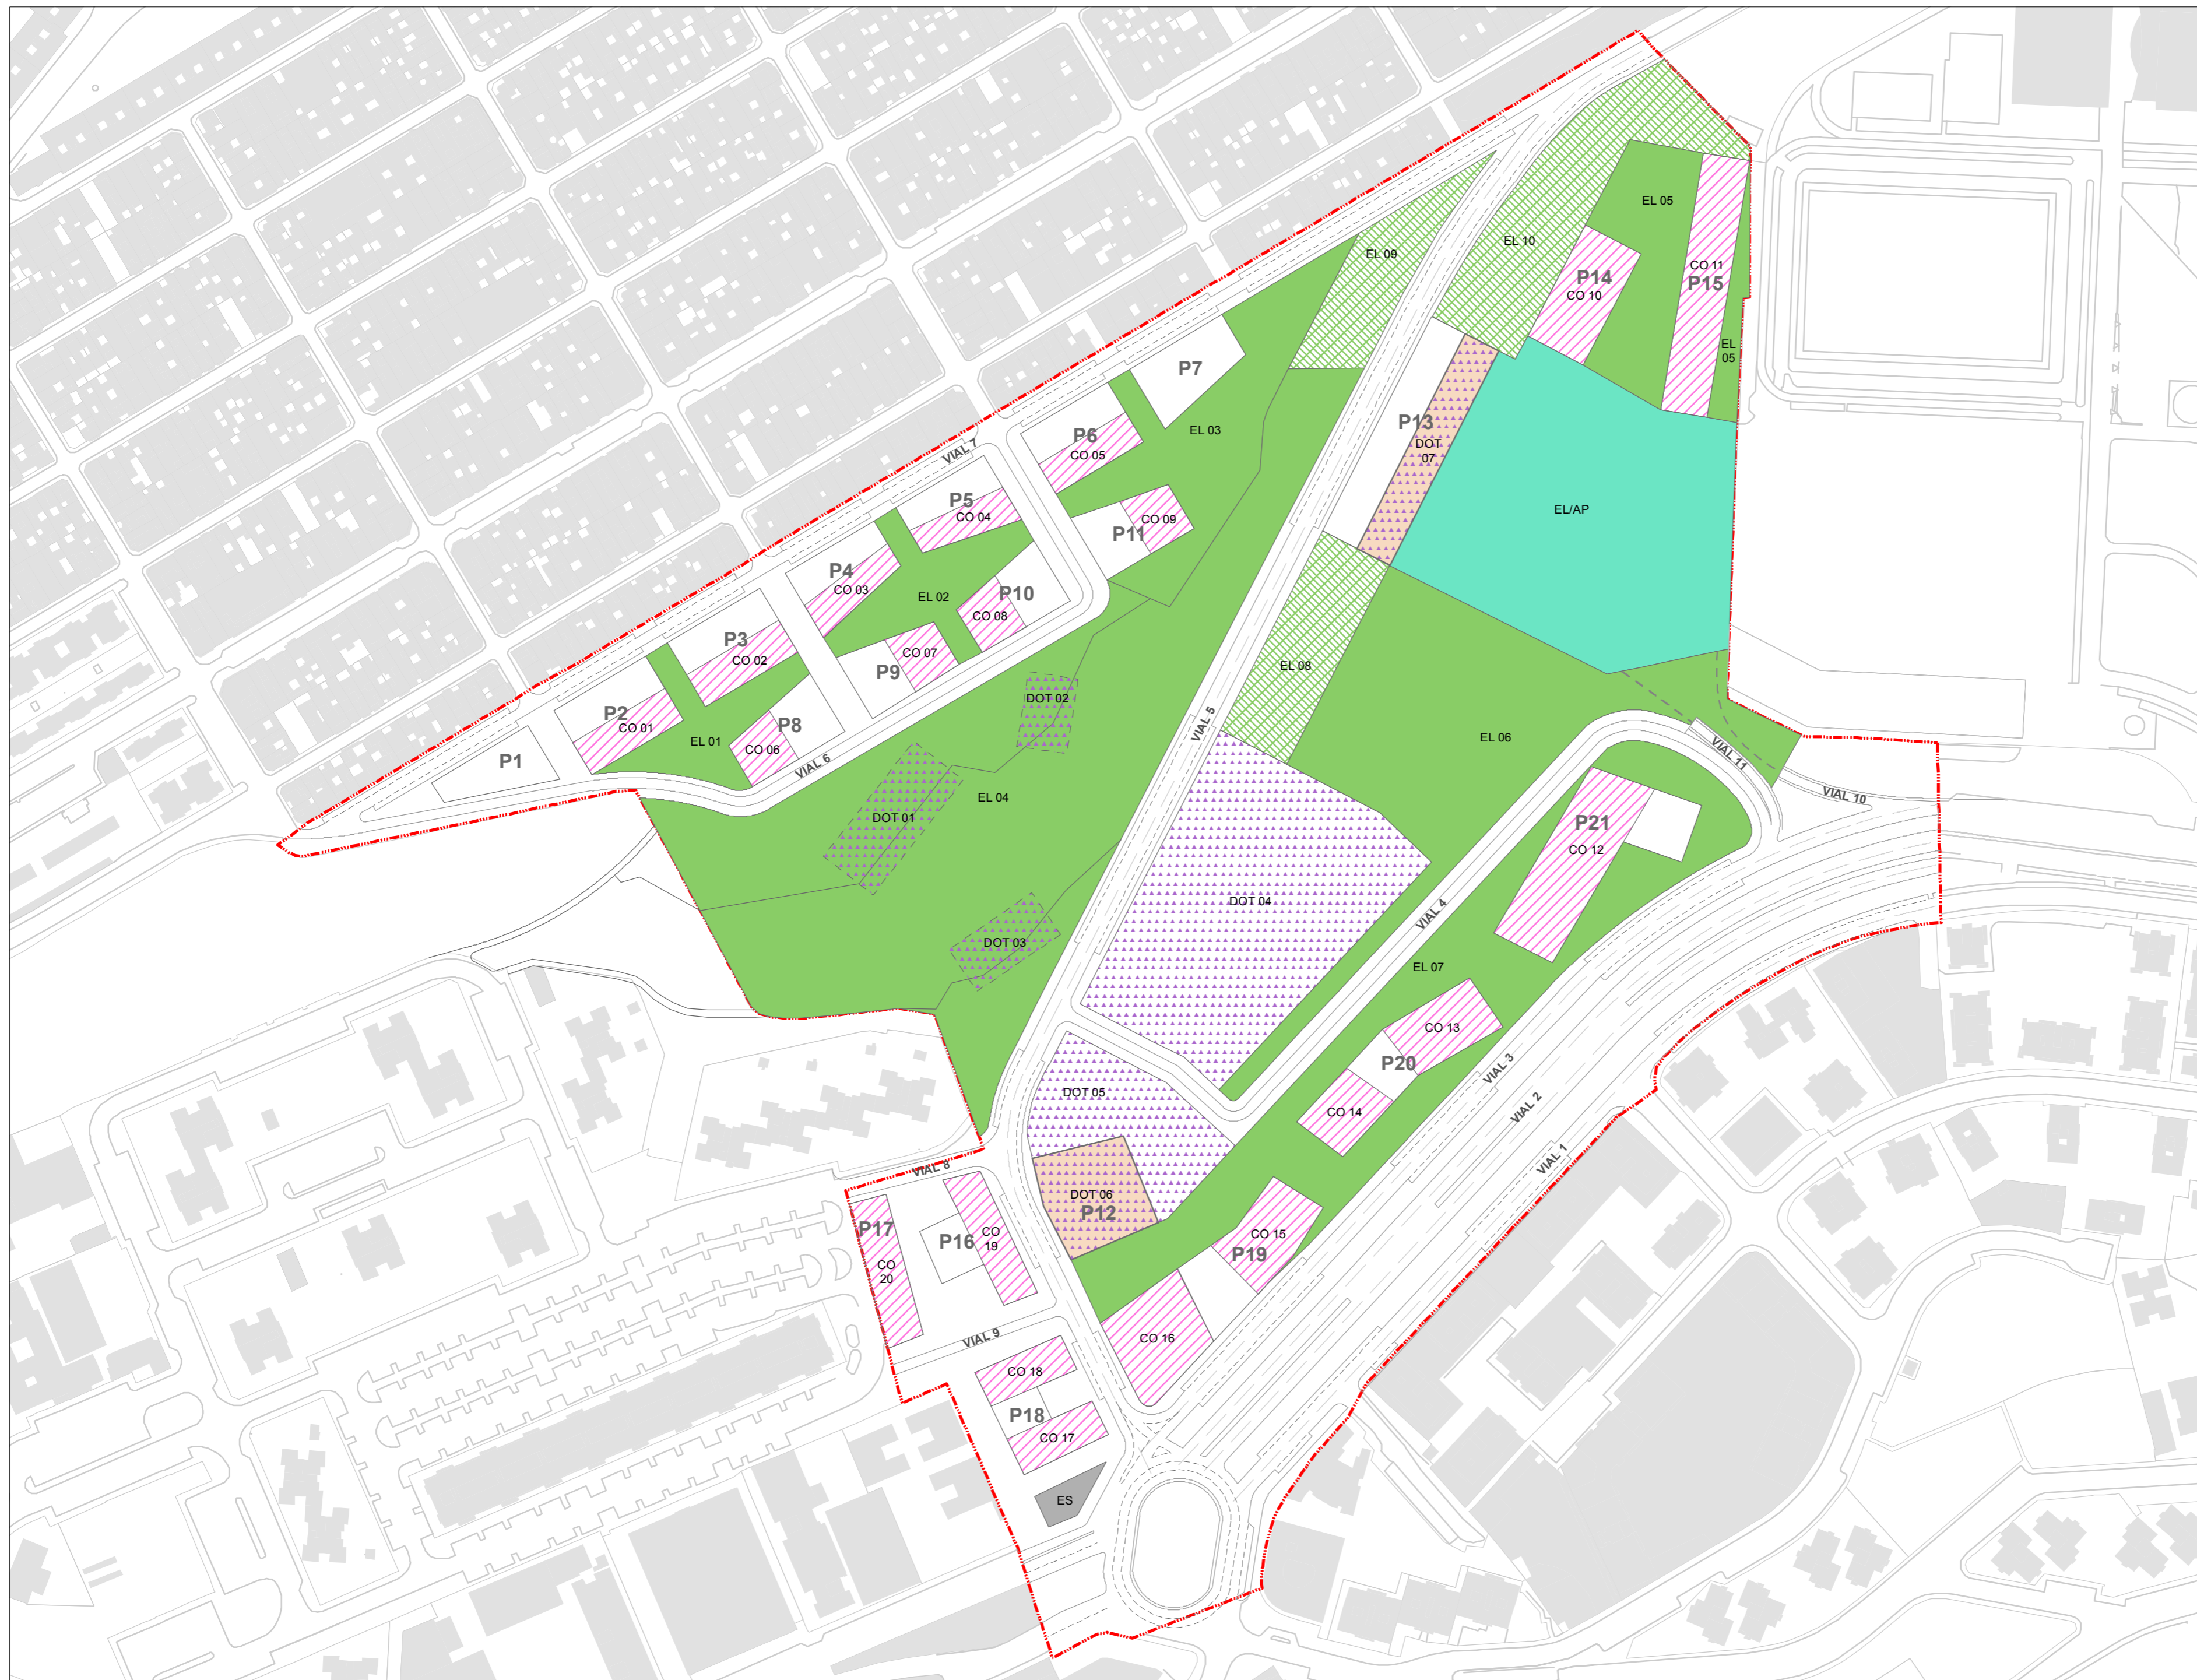 EL 05
EL 10
EL 09
CO 11
P15
P14
CO 10
EL
05
P7
P13
DOT
07
EL 03
P6
CO 05
VIAL 7
P5
CO 04
EL/AP
CO 09
P11
P4
CO 03
EL 02
P10
CO 08
P3
CO 02
CO 07
P9
EL 08
DOT 02
P2
CO 01
P8
EL 01
CO 06
VIAL 5
EL 06
P1
VIAL 6
VIAL 11
VIAL 10
EL 04
DOT 01
P21
CO 12
DOT 04
VIAL 4
DOT 03
EL 07
CO 13
P20
VIAL 3
DOT 05
CO 14
VIAL 2
VIAL 1
VIAL 8
DOT 06
P12
P17
P16
CO
19
CO 15
P19
CO
20
VIAL 9
CO 16
CO 18
P18
CO 17
ES